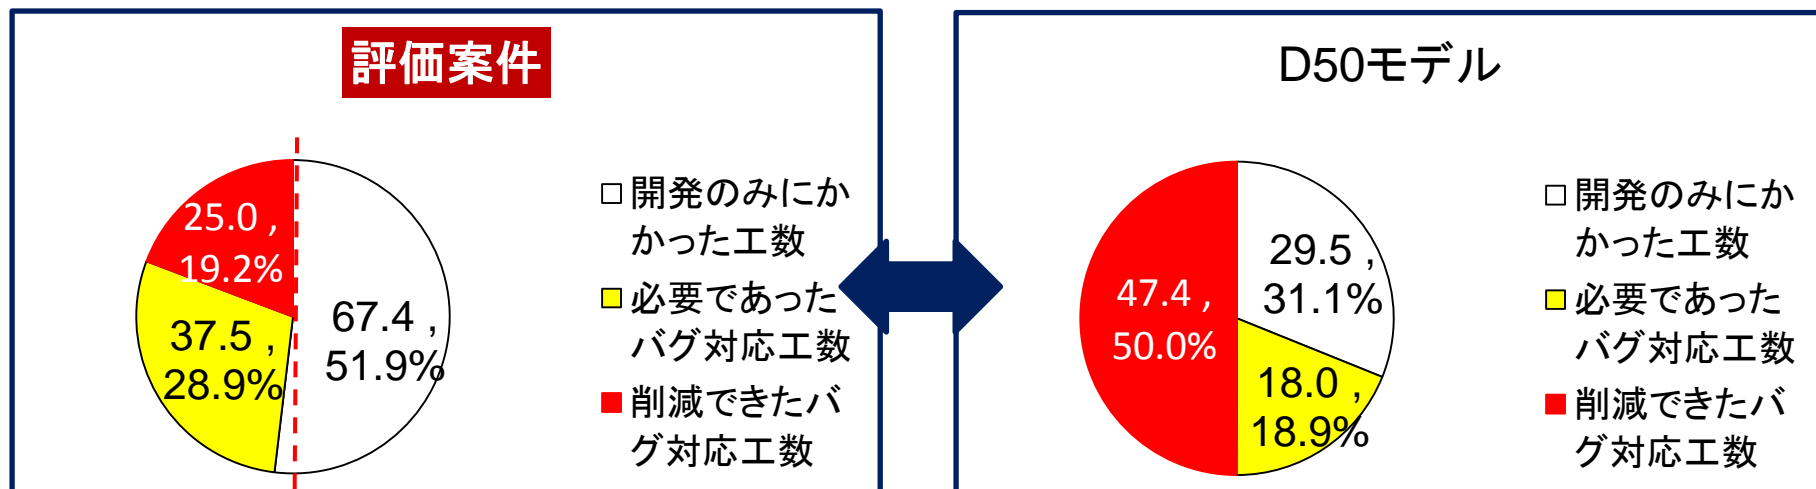 評価案件
25.0 ,
19.2%
37.5 ,
28.9%
67.4 ,
51.9%
開発のみにか
かった工数
必要であった
バグ対応工数
削減できたバ
グ対応工数
D50モデル
47.4 ,
50.0%
29.5 ,
31.1%
18.0 ,
18.9%
開発のみにか
かった工数
必要であった
バグ対応工数
削減できたバ
グ対応工数